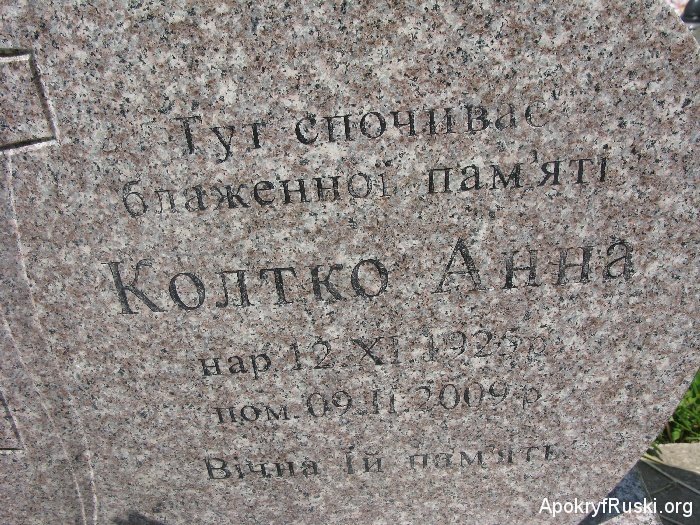 Тут спочиває
блаженної пам'яті
Колтко Анна
нар. 12.XI.1925 р.
пом. 09.II.2009 р.
Вічна їй пам'ять.
ApokryfRuski.org